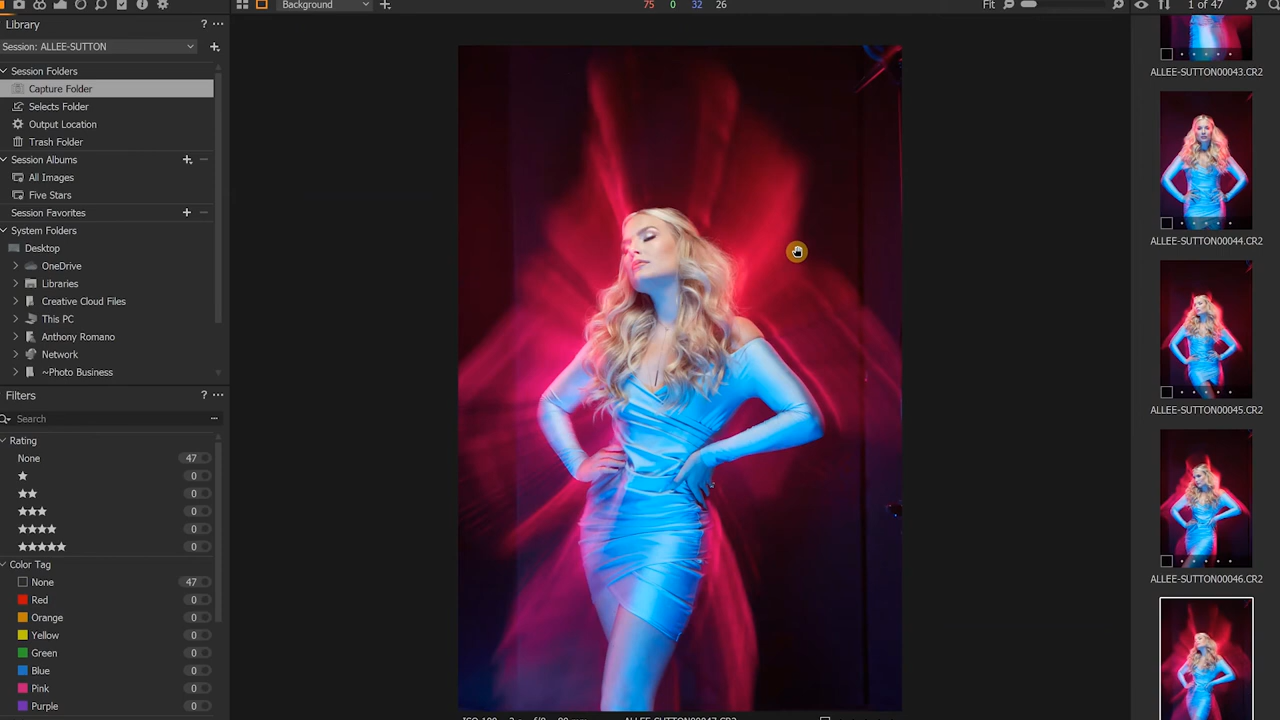 Background
75 0 32 26
Fit
1 of 47
Library
? ...
Session: ALLEE-SUTTON
Session Folders
Capture Folder
Selects Folder
Output Location
Trash Folder
Session Albums
All Images
Five Stars
Session Favorites
System Folders
Desktop
OneDrive
Libraries
Creative Cloud Files
This PC
Anthony Romano
Network
~Photo Business
Filters
? ...
Search
Rating
None 47
0
0
0
0
0
Color Tag
None 47
Red 0
Orange 0
Yellow 0
Green 0
Blue 0
Pink 0
Purple 0
ALLEE-SUTTON00043.CR2
ALLEE-SUTTON00044.CR2
ALLEE-SUTTON00045.CR2
ALLEE-SUTTON00046.CR2